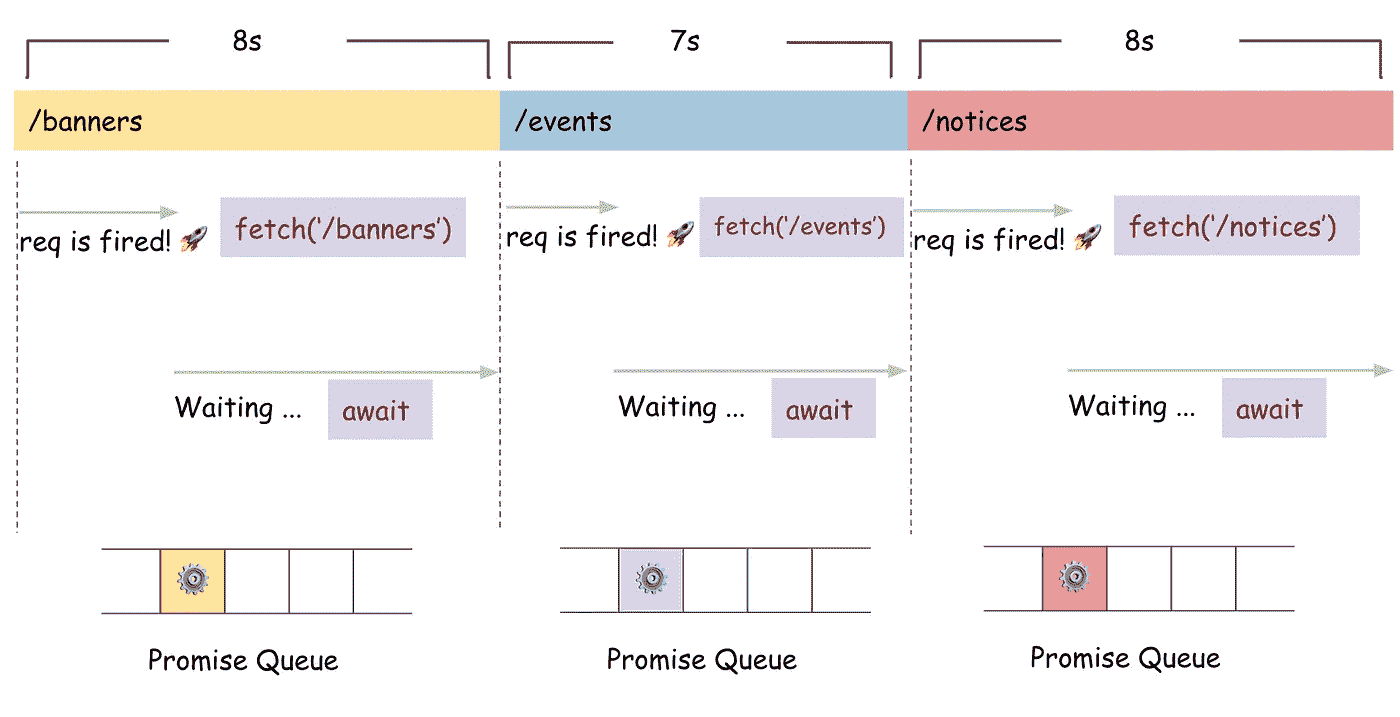 8s
7s
8s
/banners
/events
/notices
req is fired! 🚀
fetch('/banners')
req is fired! 🚀
fetch('/events')
req is fired! 🚀
fetch('/notices')
Waiting ...
await
Waiting ...
await
Waiting ...
await
Promise Queue
Promise Queue
Promise Queue